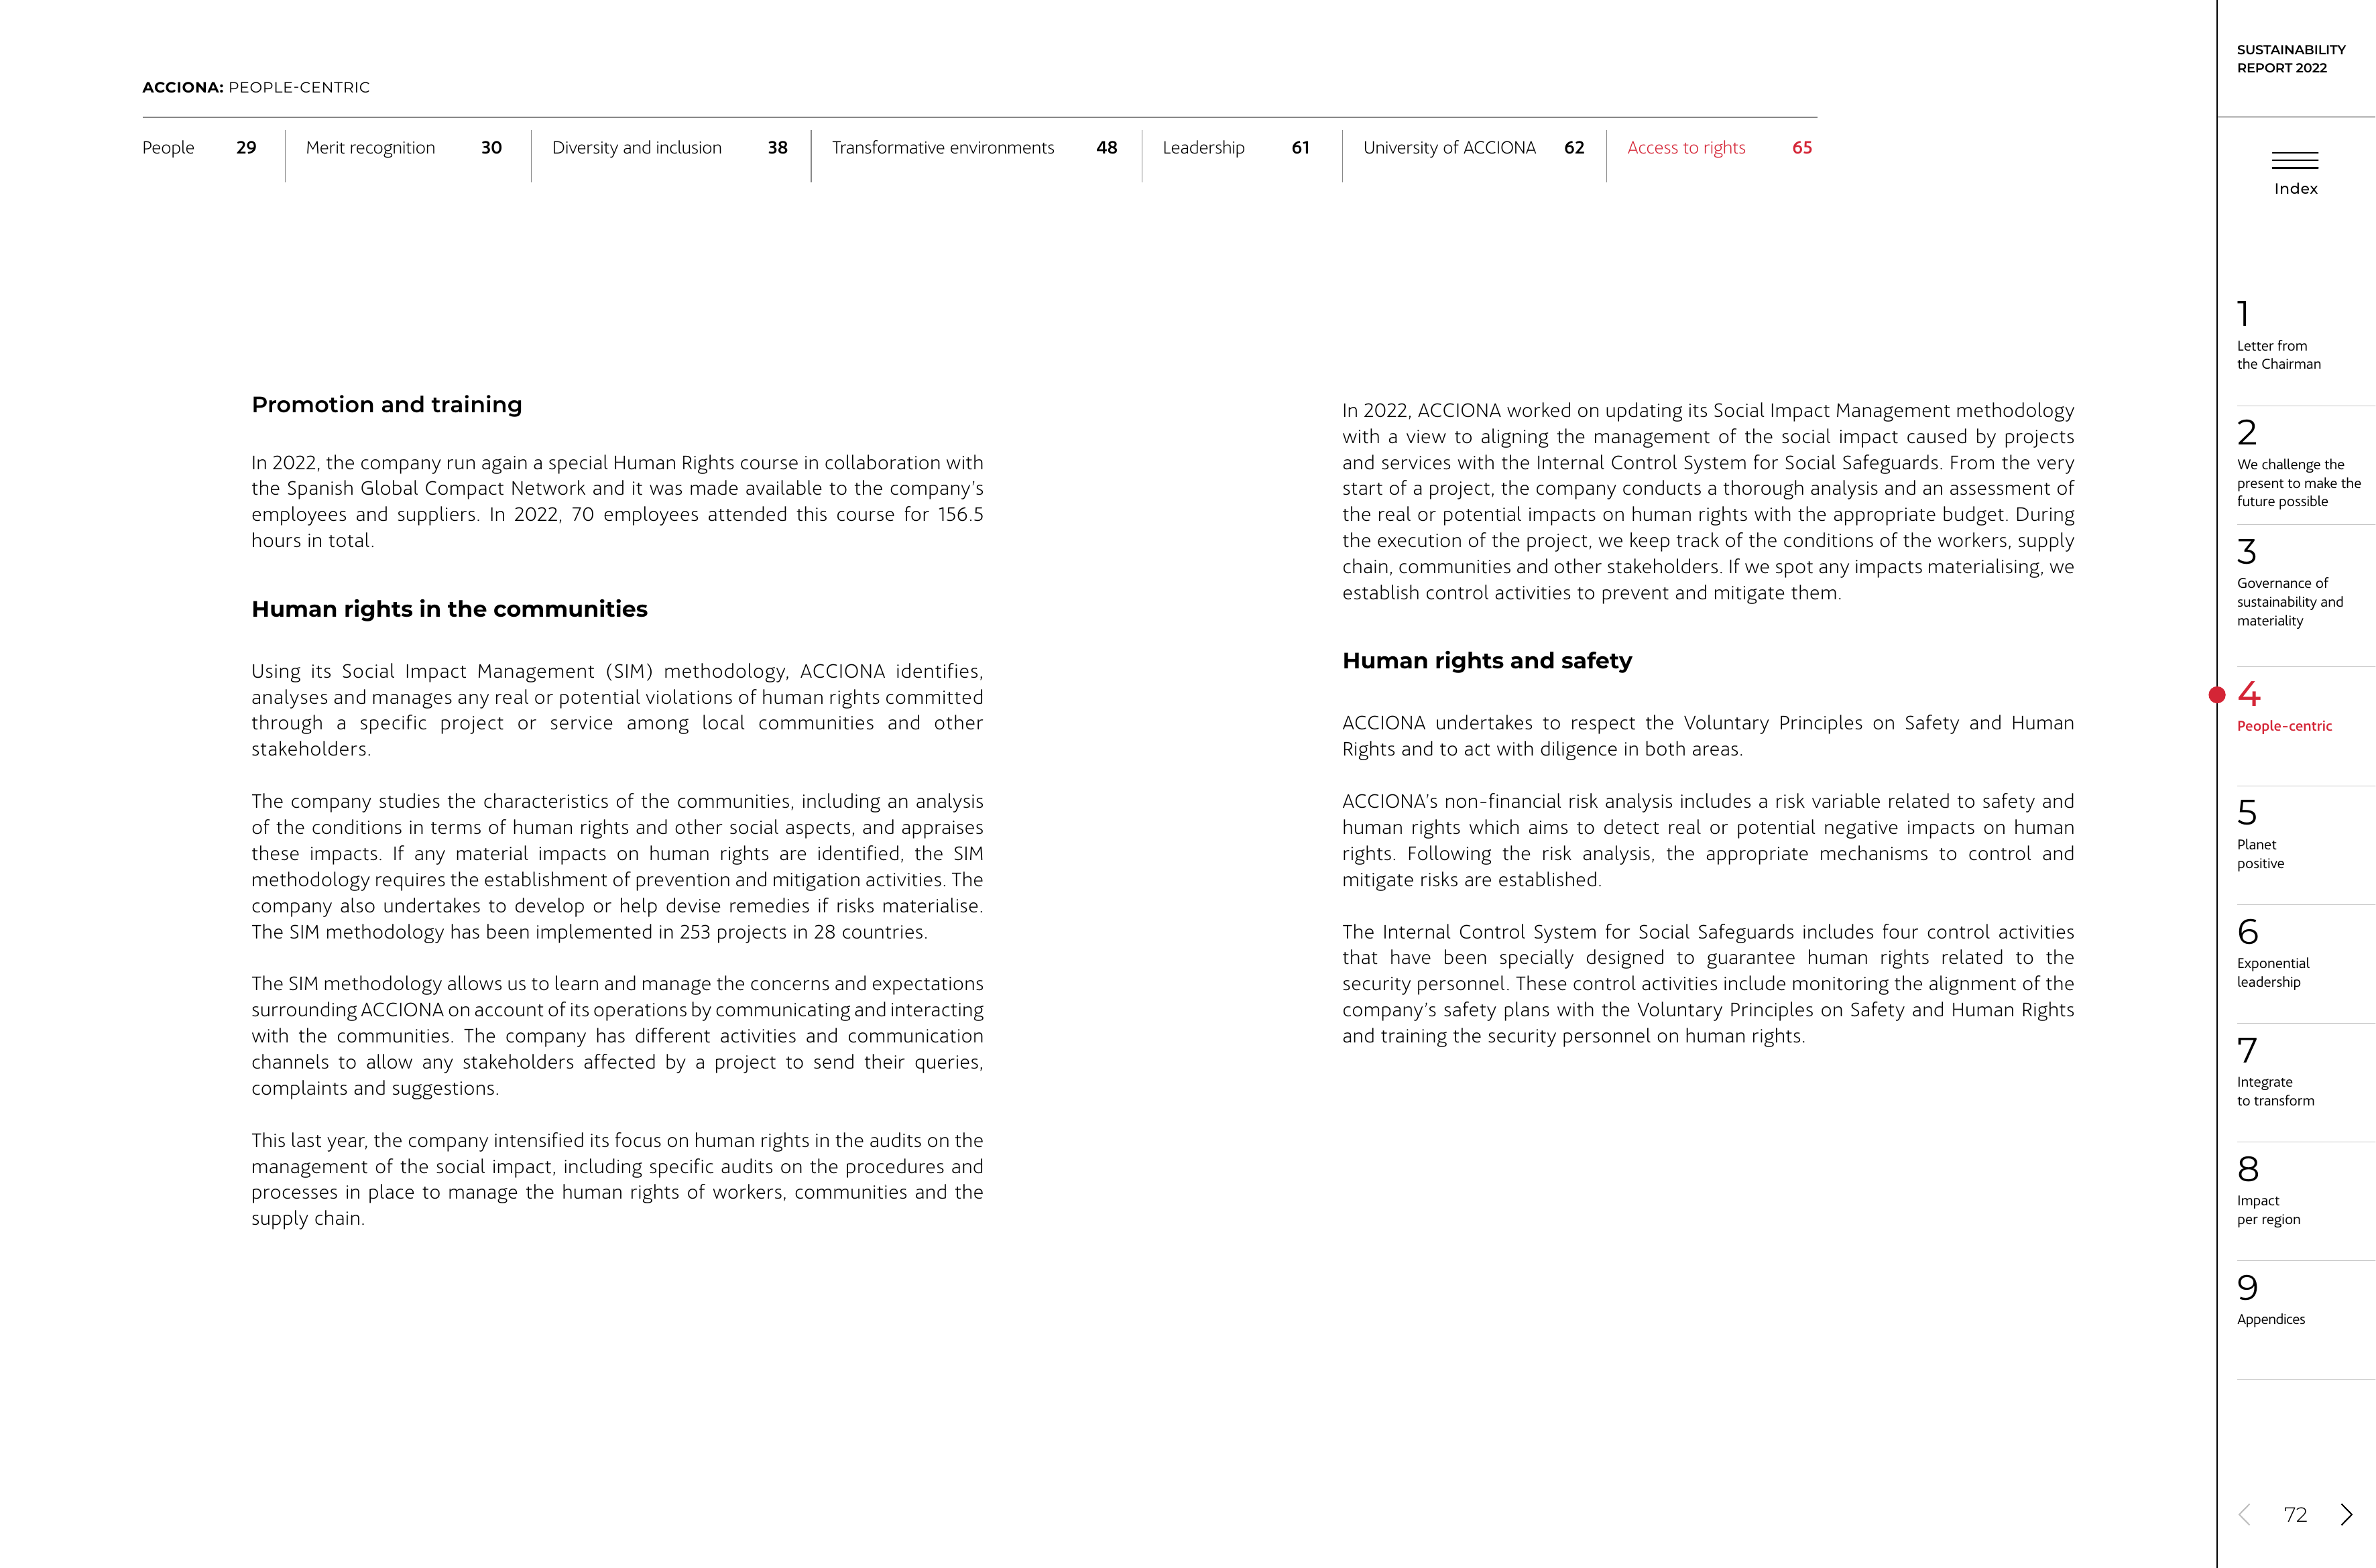 ACCIONA: PEOPLE-CENTRIC
People 29 Merit recognition 30 Diversity and inclusion 38 Transformative environments 48 Leadership 61 University of ACCIONA 62 Access to rights 65
Promotion and training
In 2022, the company run again a special Human Rights course in collaboration with
the Spanish Global Compact Network and it was made available to the company's
employees and suppliers. In 2022, 70 employees attended this course for 156.5
hours in total.
Human rights in the communities
Using its Social Impact Management (SIM) methodology, ACCIONA identifies,
analyses and manages any real or potential violations of human rights committed
through a specific project or service among local communities and other
stakeholders.
The company studies the characteristics of the communities, including an analysis
of the conditions in terms of human rights and other social aspects, and appraises
these impacts. If any material impacts on human rights are identified, the SIM
methodology requires the establishment of prevention and mitigation activities. The
company also undertakes to develop or help devise remedies if risks materialise.
The SIM methodology has been implemented in 253 projects in 28 countries.
The SIM methodology allows us to learn and manage the concerns and expectations
surrounding ACCIONA on account of its operations by communicating and interacting
with the communities. The company has different activities and communication
channels to allow any stakeholders affected by a project to send their queries,
complaints and suggestions.
This last year, the company intensified its focus on human rights in the audits on the
management of the social impact, including specific audits on the procedures and
processes in place to manage the human rights of workers, communities and the
supply chain.
In 2022, ACCIONA worked on updating its Social Impact Management methodology
with a view to aligning the management of the social impact caused by projects
and services with the Internal Control System for Social Safeguards. From the very
start of a project, the company conducts a thorough analysis and an assessment of
the real or potential impacts on human rights with the appropriate budget. During
the execution of the project, we keep track of the conditions of the workers, supply
chain, communities and other stakeholders. If we spot any impacts materialising, we
establish control activities to prevent and mitigate them.
Human rights and safety
ACCIONA undertakes to respect the Voluntary Principles on Safety and Human
Rights and to act with diligence in both areas.
ACCIONA's non-financial risk analysis includes a risk variable related to safety and
human rights which aims to detect real or potential negative impacts on human
rights. Following the risk analysis, the appropriate mechanisms to control and
mitigate risks are established.
The Internal Control System for Social Safeguards includes four control activities
that have been specially designed to guarantee human rights related to the
security personnel. These control activities include monitoring the alignment of the
company's safety plans with the Voluntary Principles on Safety and Human Rights
and training the security personnel on human rights.
SUSTAINABILITY
REPORT 2022
Index
1
Letter from
the Chairman
2
We challenge the
present to make the
future possible
3
Governance of
sustainability and
materiality
4
People-centric
5
Planet
positive
6
Exponential
leadership
7
Integrate
to transform
8
Impact
per region
9
Appendices
72